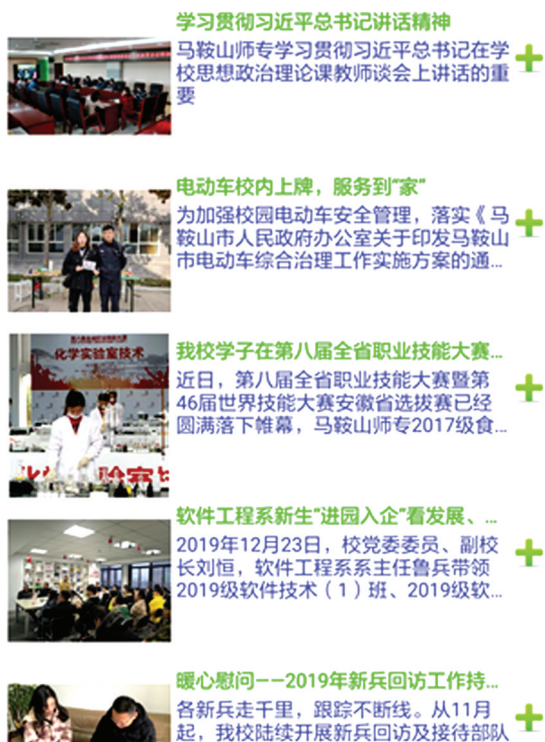 学习贯彻习近平总书记讲话精神
马鞍山师专学习贯彻习近平总书记在学
校思想政治理论课教师谈会上讲话的重
要
电动车校内上牌，服务到“家”
为加强校园电动车安全管理，落实《马
鞍山市人民政府办公室关于印发马鞍山
市电动车综合治理工作实施方案的通...
化学实验室技术
我校学子在第八届全省职业技能大赛...
近日，第八届全省职业技能大赛暨第
46届世界技能大赛安徽省选拔赛已经
圆满落下帷幕，马鞍山师专2017级食...
软件工程系新生“进园入企”看发展、...
2019年12月23日，校党委委员、副校
长刘恒，软件工程系系主任鲁兵带领
2019级软件技术（1）班、2019级软...
暖心慰问——2019年新兵回访工作持...
各新兵走千里，跟踪不断线。从11月
起，我校陆续开展新兵回访及接待部队